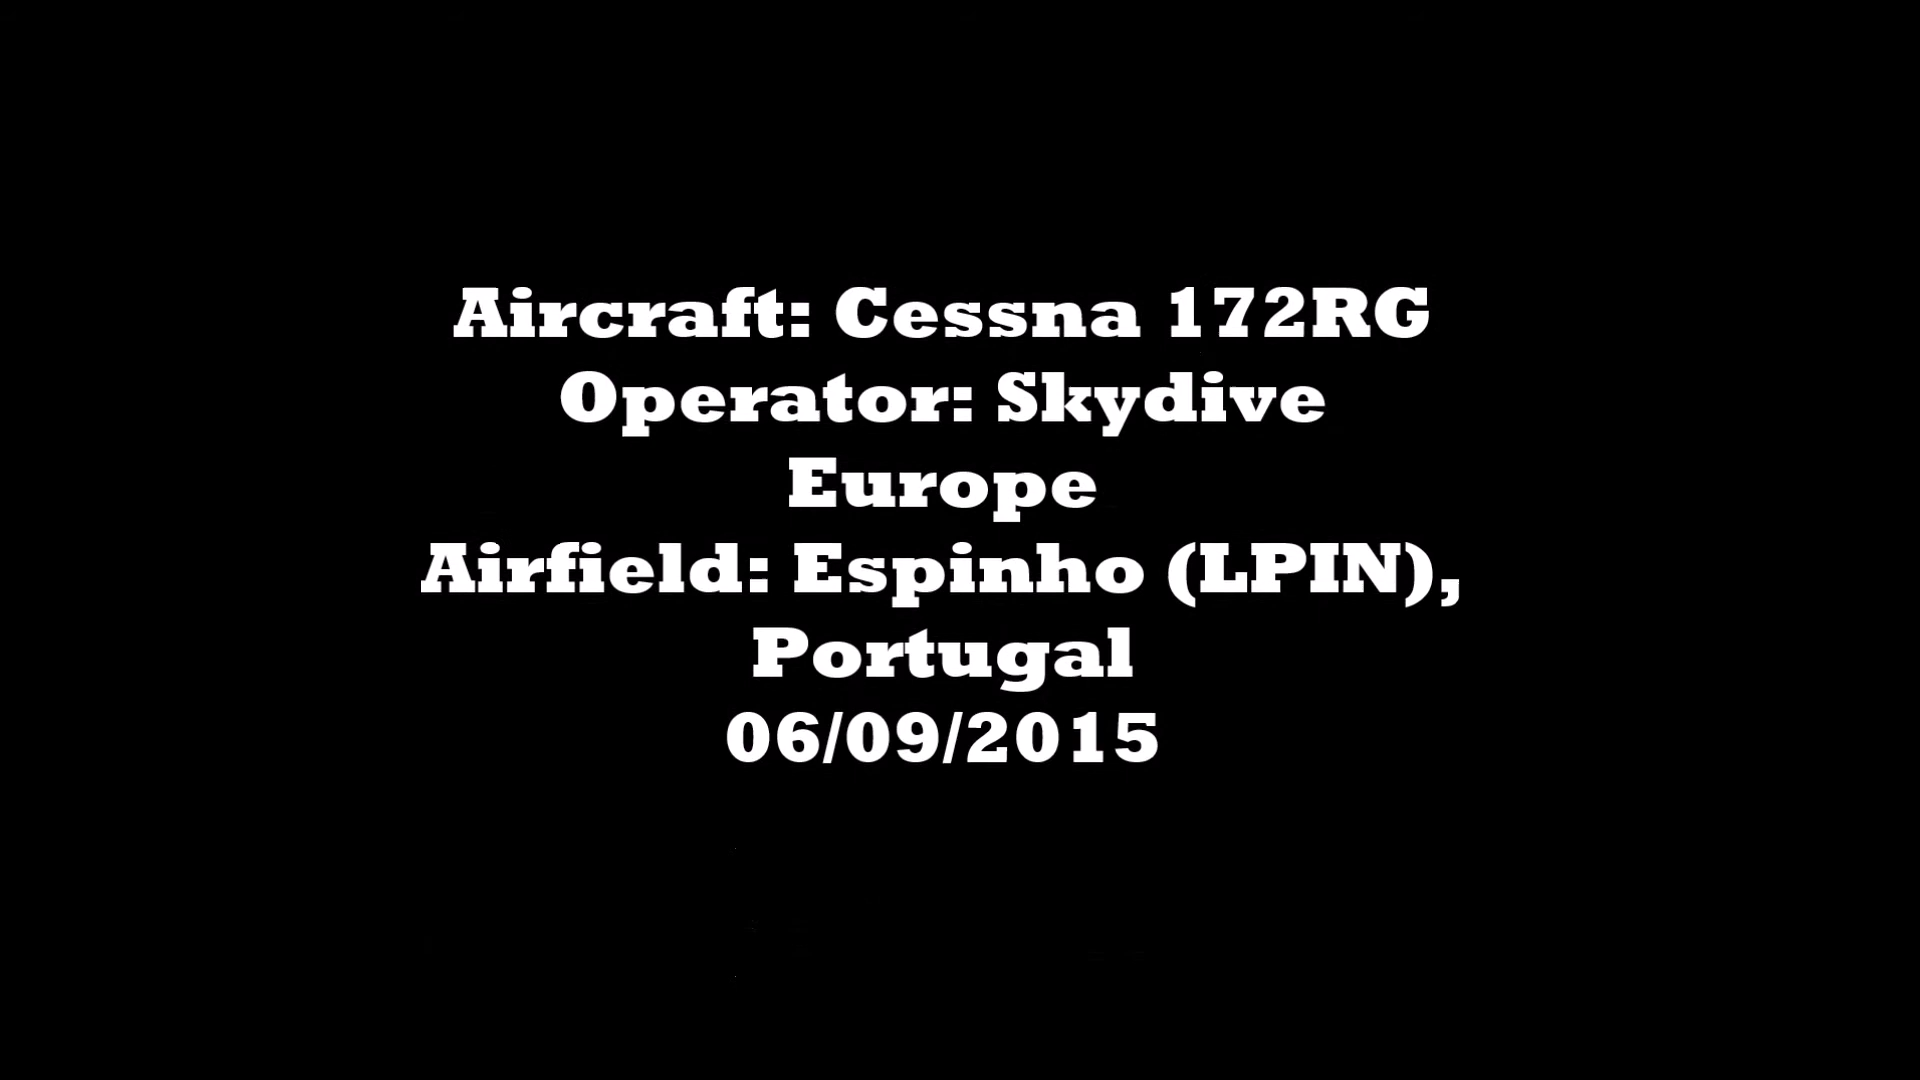 Aircraft: Cessna 172RG
Operator: Skydive
Europe
Airfield: Espinho (LPIN),
Portugal
06/09/2015